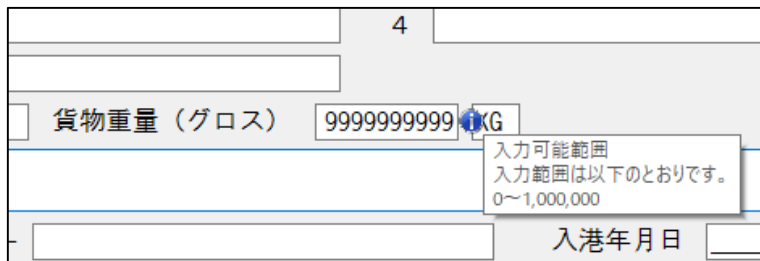 4
貨物重量（グロス） 9999999999 KG
入力可能範囲
入力範囲は以下のとおりです。
0～1,000,000
- 入港年月日